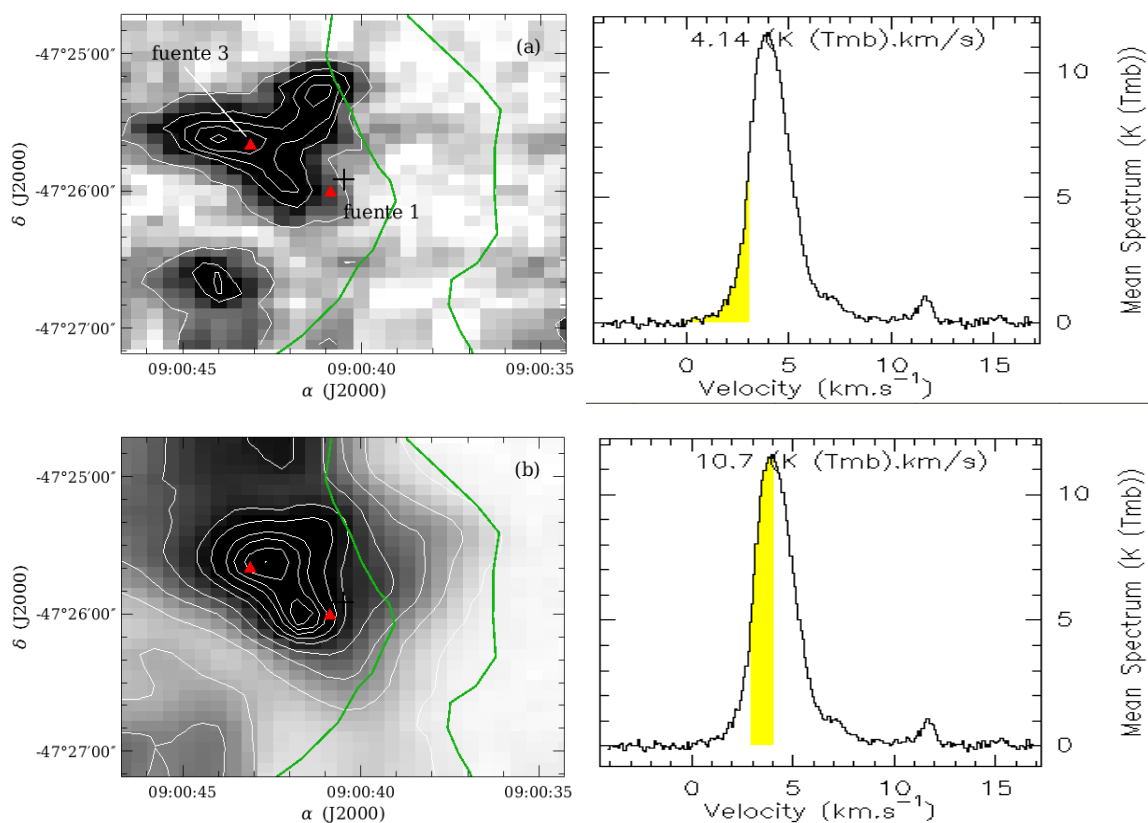 (a)
fuente 3
fuente 1
-47°25′00″
-47°26′00″
-47°27′00″
δ (J2000)
09:00:45 09:00:40 09:00:35
α (J2000)
4.14 (K (Tmb).km/s)
10
5
0
Mean Spectrum (K (Tmb))
0 5 10 15
Velocity (km.s⁻¹)
(b)
-47°25′00″
-47°26′00″
-47°27′00″
δ (J2000)
09:00:45 09:00:40 09:00:35
α (J2000)
10.7 (K (Tmb).km/s)
10
5
0
Mean Spectrum (K (Tmb))
0 5 10 15
Velocity (km.s⁻¹)